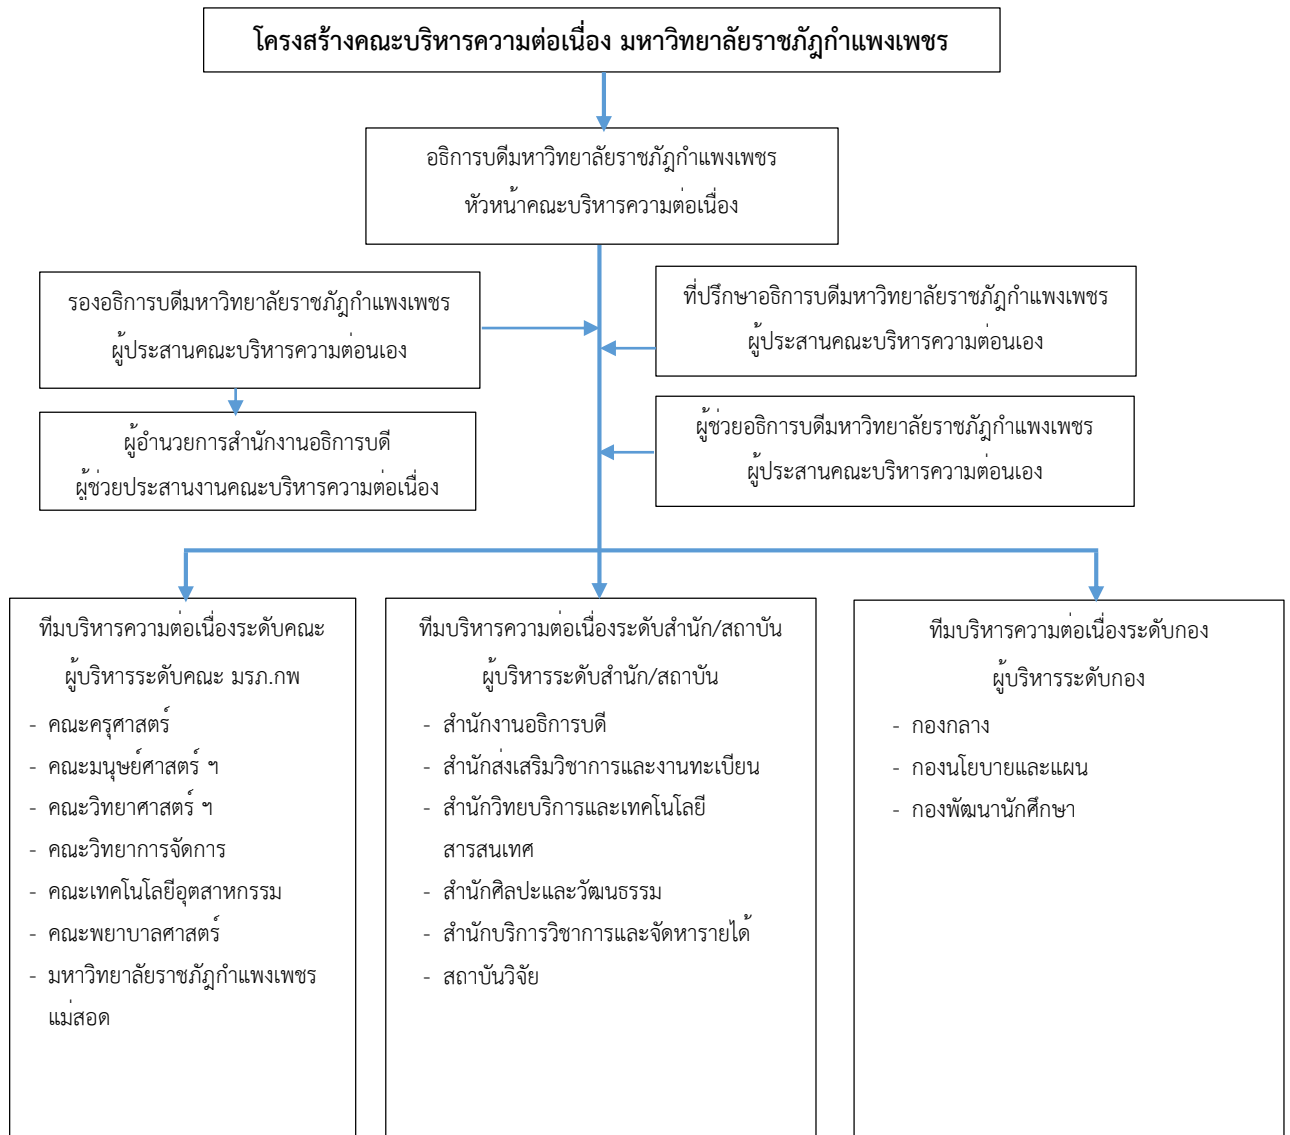 โครงสร้างคณะบริหารความต่อเนื่อง มหาวิทยาลัยราชภัฏกำแพงเพชร
อธิการบดีมหาวิทยาลัยราชภัฏกำแพงเพชร
หัวหน้าคณะบริหารความต่อเนื่อง
รองอธิการบดีมหาวิทยาลัยราชภัฏกำแพงเพชร
ผู้ประสานคณะบริหารความต่อนเอง
ที่ปรึกษาอธิการบดีมหาวิทยาลัยราชภัฏกำแพงเพชร
ผู้ประสานคณะบริหารความต่อนเอง
ผู้อำนวยการสำนักงานอธิการบดี
ผู้ช่วยประสานงานคณะบริหารความต่อเนื่อง
ผู้ช่วยอธิการบดีมหาวิทยาลัยราชภัฏกำแพงเพชร
ผู้ประสานคณะบริหารความต่อนเอง
ทีมบริหารความต่อเนื่องระดับคณะ
ผู้บริหารระดับคณะ มรภ.กพ
- คณะครุศาสตร์
- คณะมนุษย์ศาสตร์ ฯ
- คณะวิทยาศาสตร์ ฯ
- คณะวิทยาการจัดการ
- คณะเทคโนโลยีอุตสาหกรรม
- คณะพยาบาลศาสตร์
- มหาวิทยาลัยราชภัฏกำแพงเพชร
แม่สอด
ทีมบริหารความต่อเนื่องระดับสำนัก/สถาบัน
ผู้บริหารระดับสำนัก/สถาบัน
- สำนักงานอธิการบดี
- สำนักส่งเสริมวิชาการและงานทะเบียน
- สำนักวิทยบริการและเทคโนโลยี
สารสนเทศ
- สำนักศิลปะและวัฒนธรรม
- สำนักบริการวิชาการและจัดหารายได้
- สถาบันวิจัย
ทีมบริหารความต่อเนื่องระดับกอง
ผู้บริหารระดับกอง
- กองกลาง
- กองนโยบายและแผน
- กองพัฒนานักศึกษา